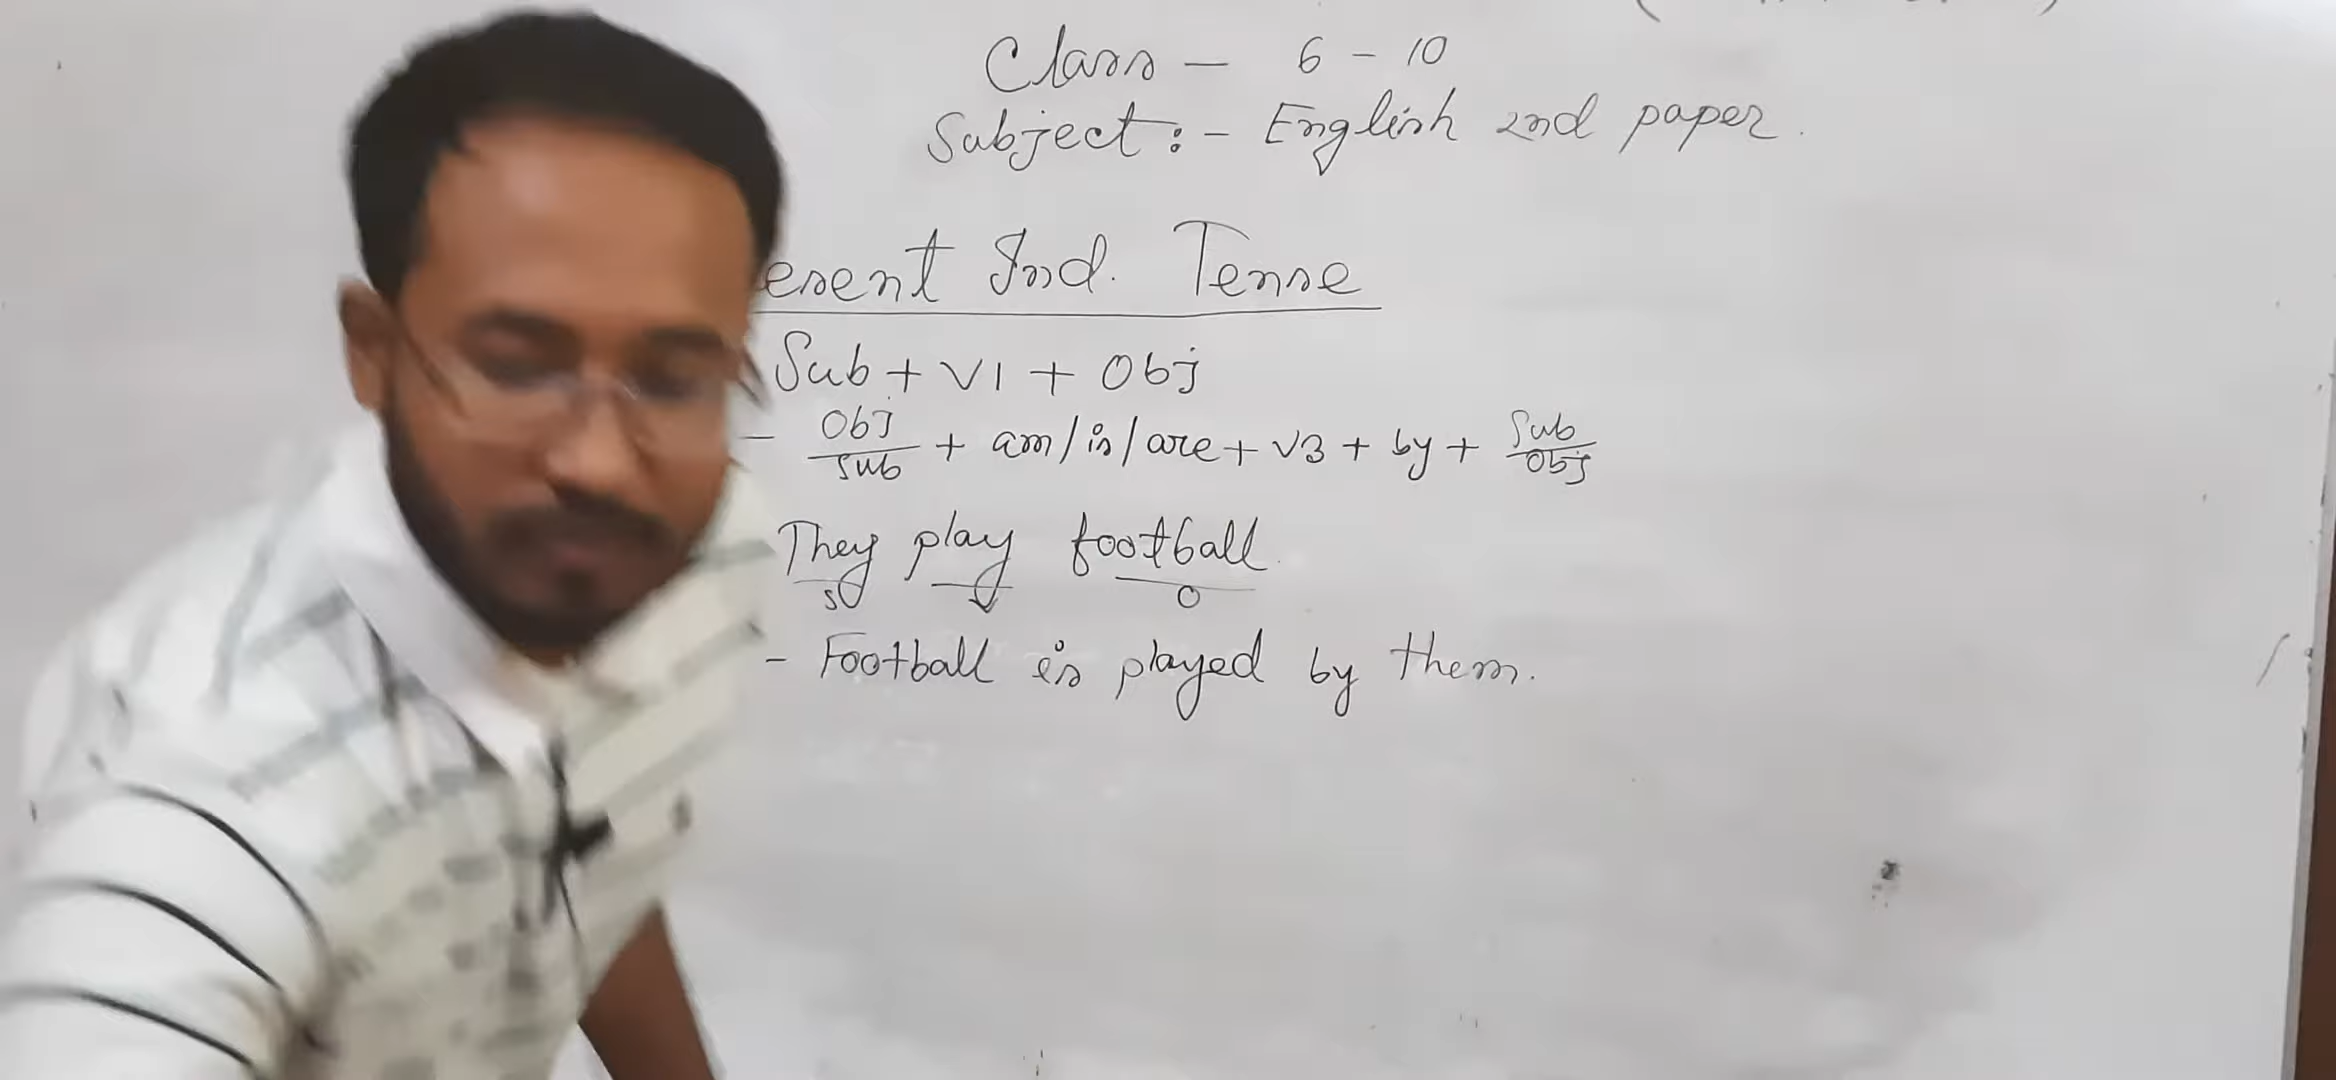 Class - 6 - 10
Subject :- English 2nd paper.
esent Ind. Tense
Sub + V1 + Obj
- Obj/Sub + am/is/are + V3 + by + Sub/Obj
They play football.
S V O
- Football is played by them.